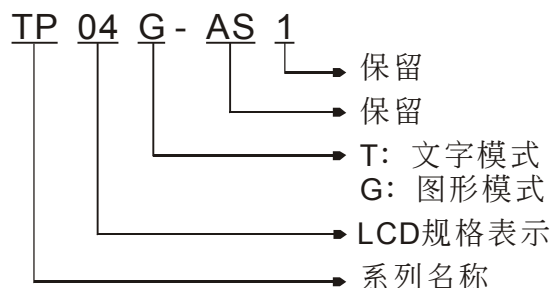 TP 04 G - AS 1
保留
保留
T: 文字模式
G: 图形模式
LCD规格表示
系列名称